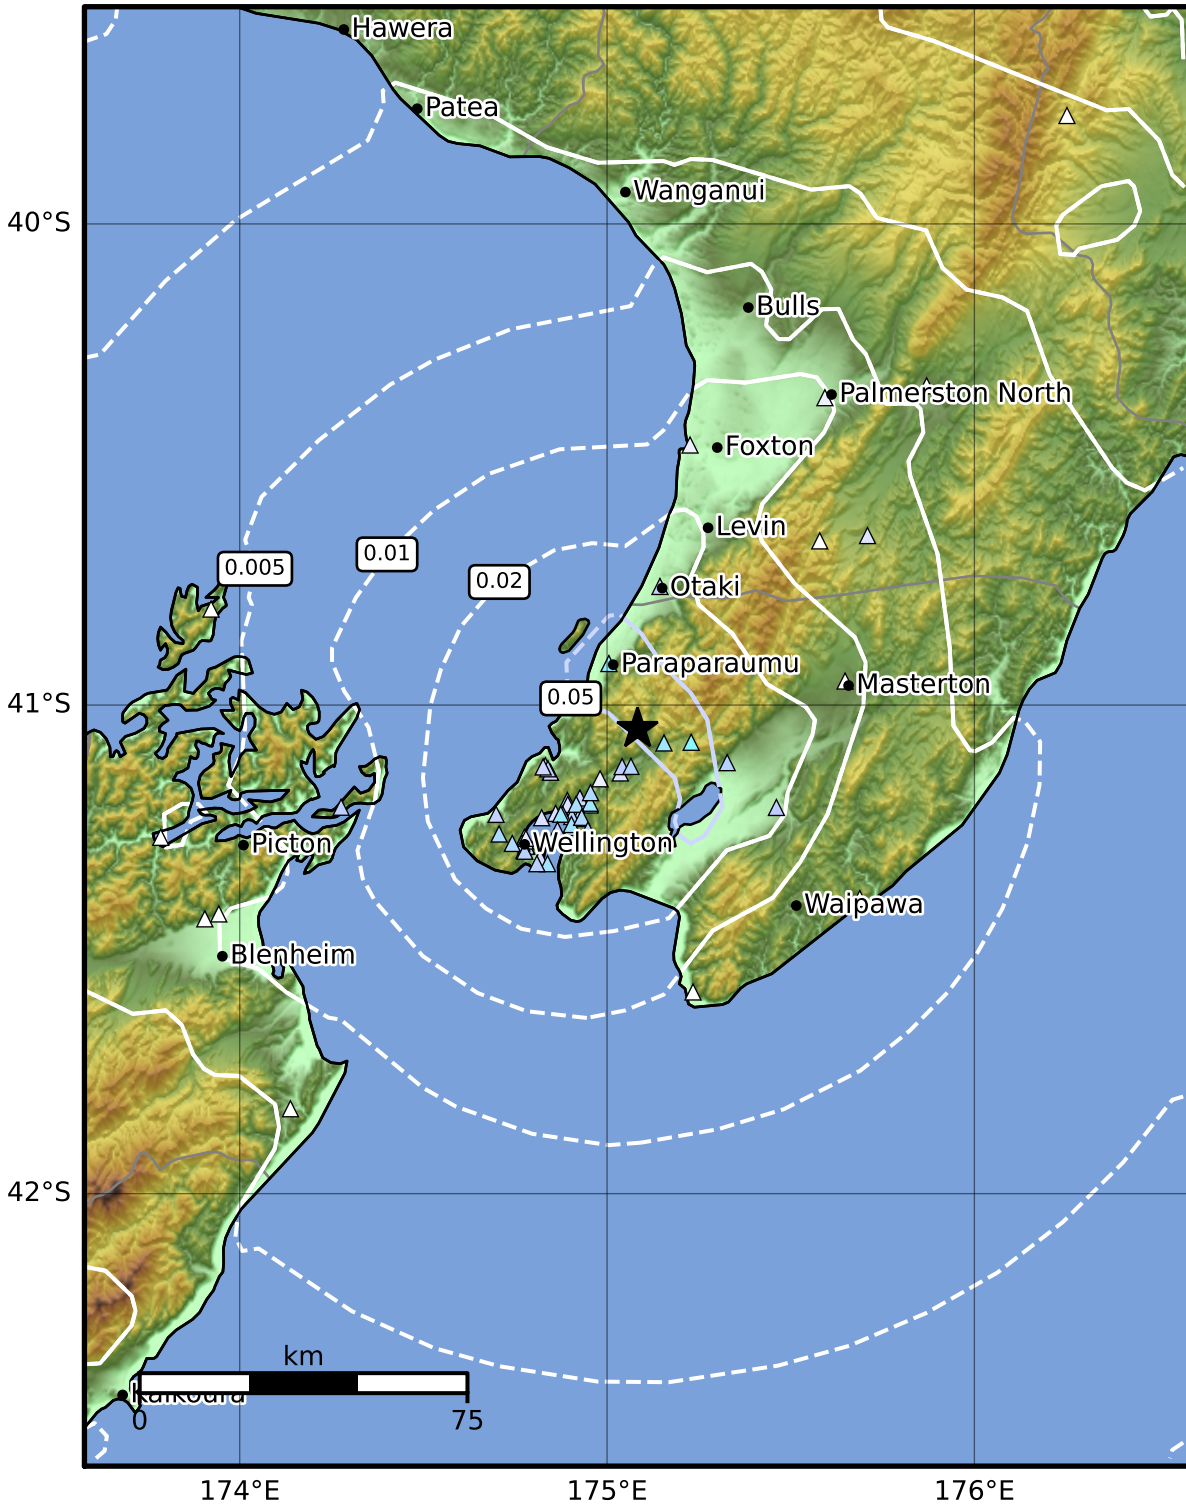 Hawera
Patea
Wanganui
40°S
Bulls
Palmerston North
Foxton
Levin
0.01
0.005
0.02
Otaki
Paraparaumu
Masterton
0.05
41°S
Picton
Wellington
Waipawa
Blenheim
42°S
km
Kaikoura
0
75
174°E
175°E
176°E